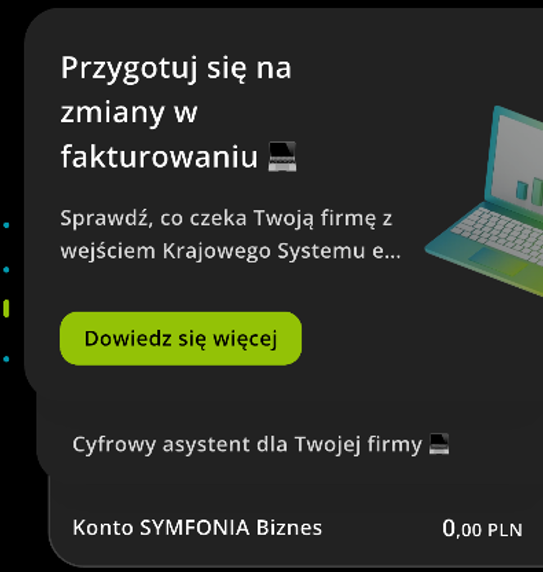 Przygotuj się na
zmiany w
fakturowaniu 💻
Sprawdź, co czeka Twoją firmę z
wejściem Krajowego Systemu e...
Dowiedz się więcej
Cyfrowy asystent dla Twojej firmy 💻
Konto SYMFONIA Biznes 0,00 PLN